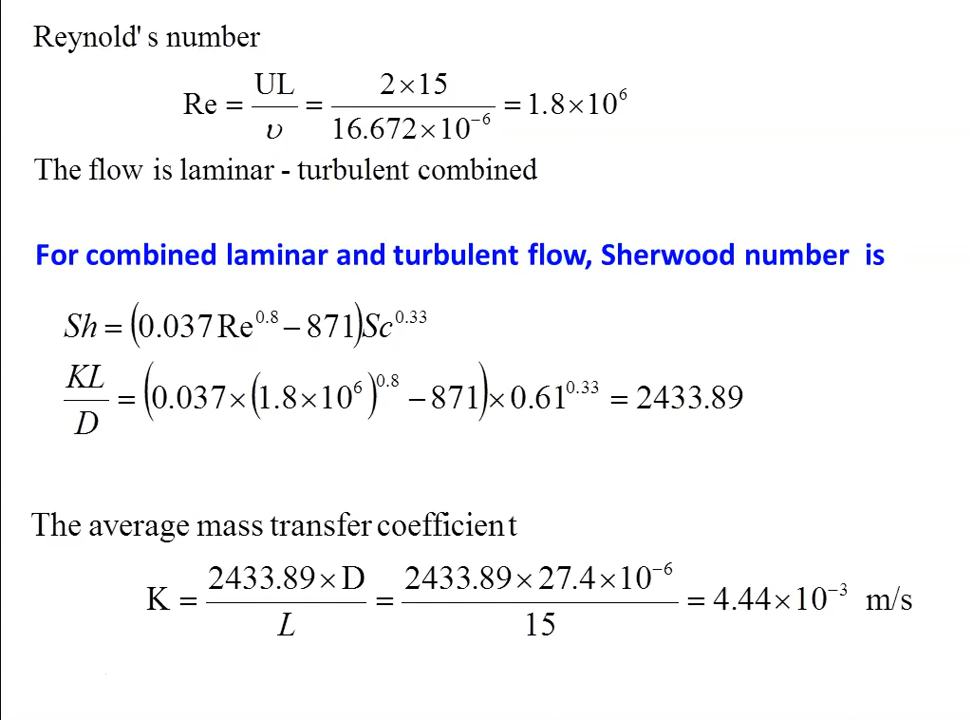 Reynold's number
Re = UL/υ = 2×15/16.672×10⁻⁶ = 1.8×10⁶
The flow is laminar - turbulent combined
For combined laminar and turbulent flow, Sherwood number is
Sh = (0.037 Re^0.8 − 871)Sc^0.33
KL/D = (0.037×(1.8×10⁶)^0.8 − 871)×0.61^0.33 = 2433.89
The average mass transfer coefficient
K = 2433.89×D/L = 2433.89×27.4×10⁻⁶/15 = 4.44×10⁻³ m/s